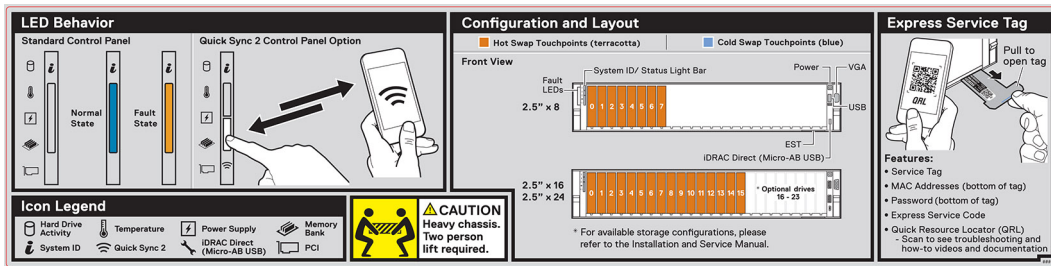 LED Behavior
Standard Control Panel
Quick Sync 2 Control Panel Option
i
i
i
i
Normal
State
Fault
State
Icon Legend
Hard Drive
Activity
Temperature
Power Supply
Memory
Bank
i System ID
Quick Sync 2
iDRAC Direct
(Micro-AB USB)
PCI
CAUTION
Heavy chassis.
Two person
lift required.
Configuration and Layout
Hot Swap Touchpoints (terracotta)
Cold Swap Touchpoints (blue)
Front View
Fault
LEDs
System ID/ Status Light Bar
Power
VGA
2.5" x 8
0 1 2 3 4 5 6 7
USB
EST
iDRAC Direct (Micro-AB USB)
2.5" x 16
2.5" x 24
0 1 2 3 4 5 6 7 8 9 10 11 12 13 14 15
* Optional drives
16 - 23
* For available storage configurations, please
refer to the Installation and Service Manual.
Express Service Tag
Pull to
open tag
QRL
Features:
• Service Tag
• MAC Addresses (bottom of tag)
• Password (bottom of tag)
• Express Service Code
• Quick Resource Locator (QRL)
- Scan to see troubleshooting and
how-to videos and documentation